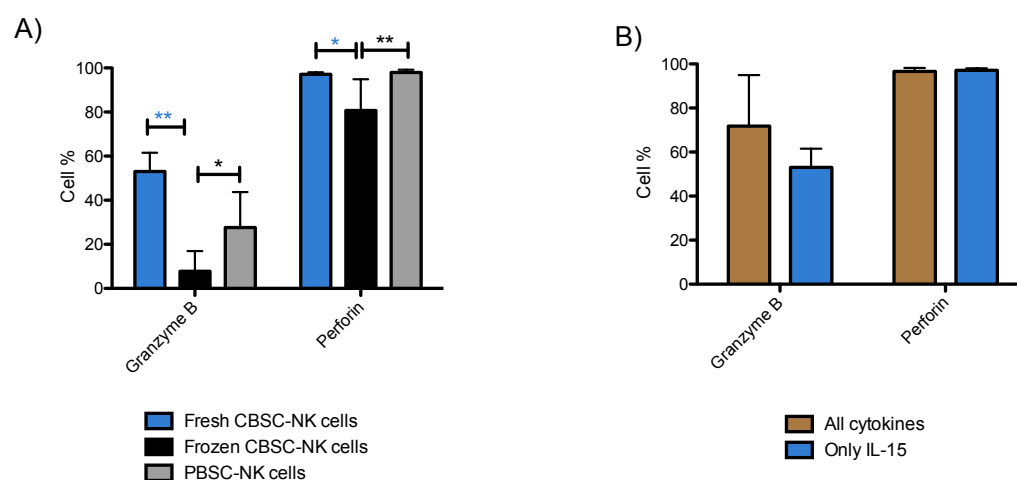 A)
* **
100
80
60
40
20
0
Cell %
**
*
Granzyme B
Perforin
Fresh CBSC-NK cells
Frozen CBSC-NK cells
PBSC-NK cells
B)
100
80
60
40
20
0
Cell %
Granzyme B
Perforin
All cytokines
Only IL-15